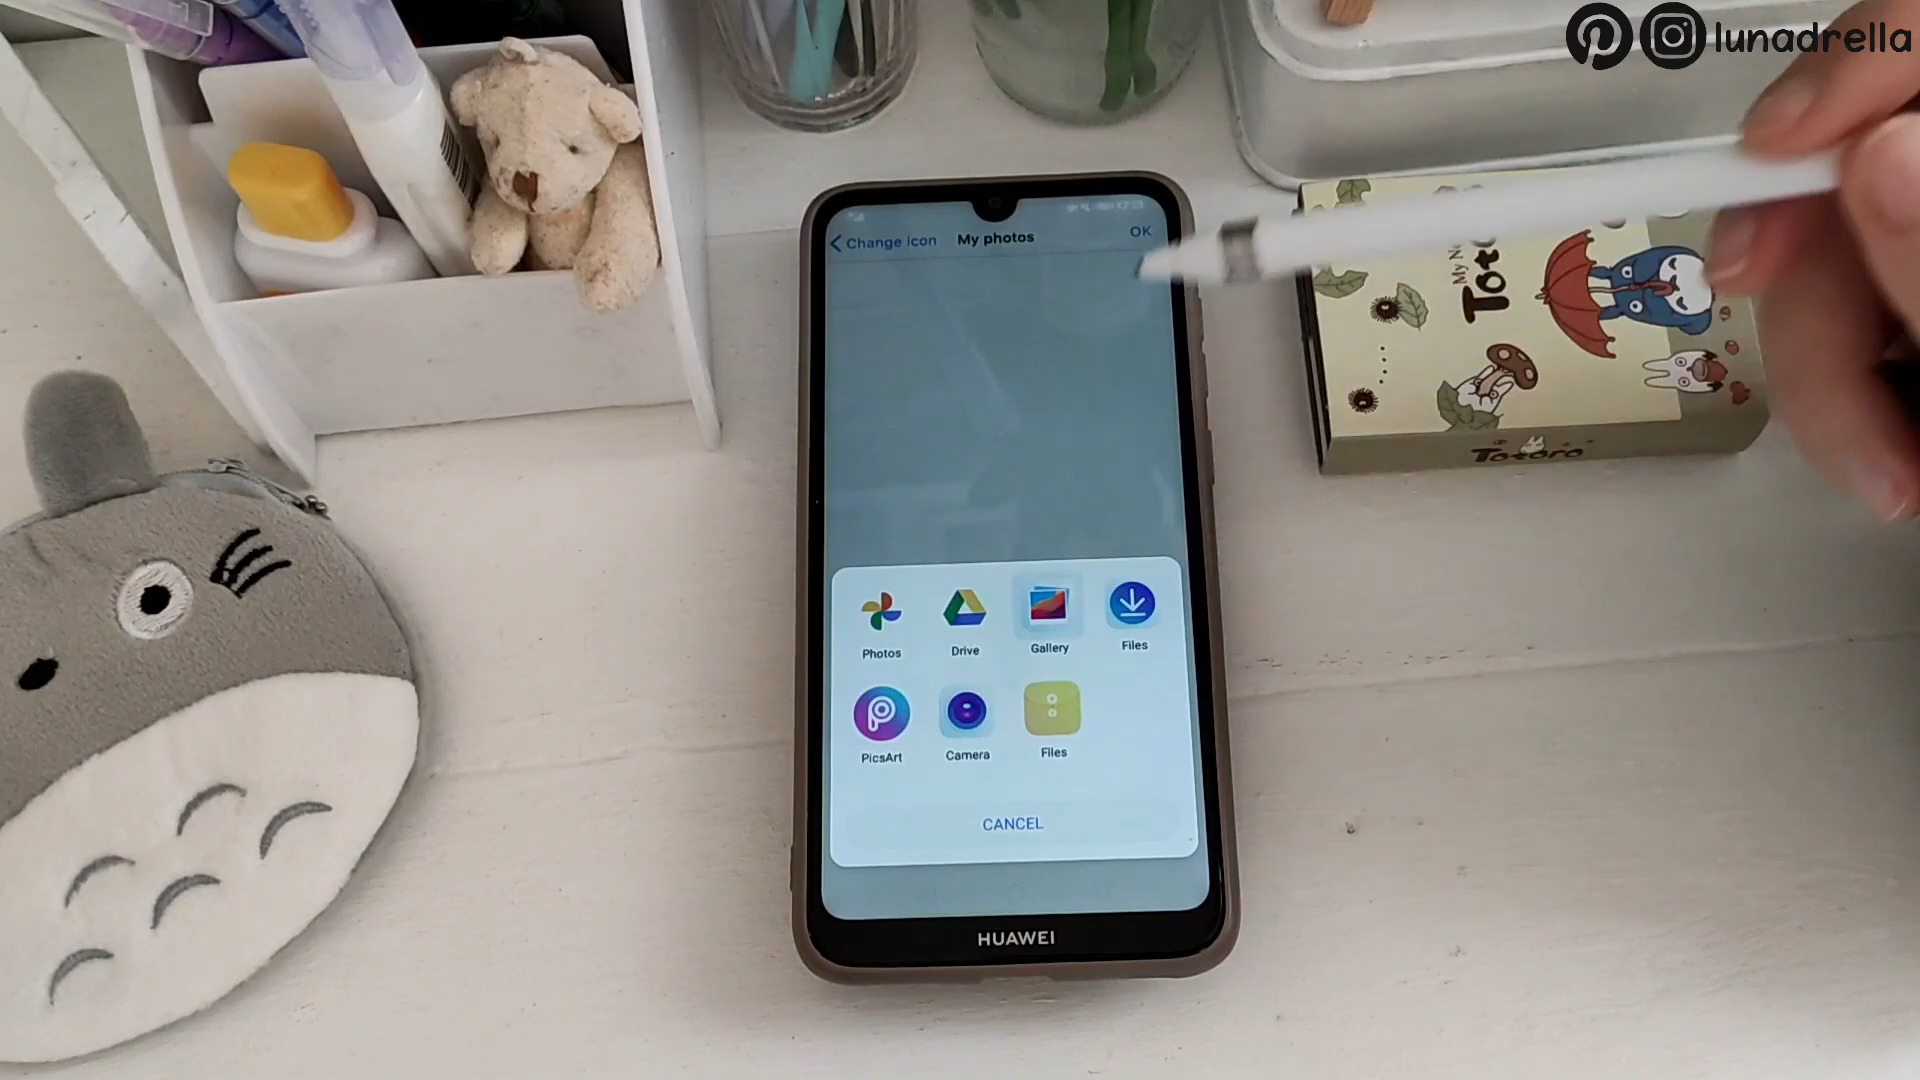 lunadrella
Change icon My photos OK
Photos Drive Gallery Files
PicsArt Camera Files
CANCEL
HUAWEI
Totoro